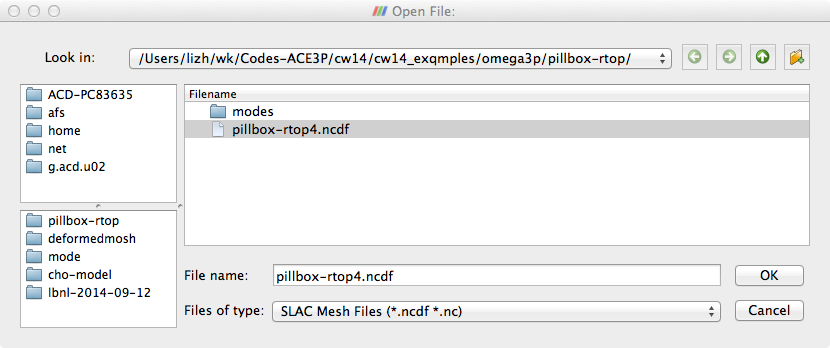 Open File:
Look in: /Users/lizh/wk/Codes-ACE3P/cw14/cw14_exqmples/omega3p/pillbox-rtop/
ACD-PC83635
afs
home
net
g.acd.u02
Filename
modes
pillbox-rtop4.ncdf
pillbox-rtop
deformedmosh
mode
cho-model
lbnl-2014-09-12
File name: pillbox-rtop4.ncdf OK
Files of type: SLAC Mesh Files (*.ncdf *.nc) Cancel